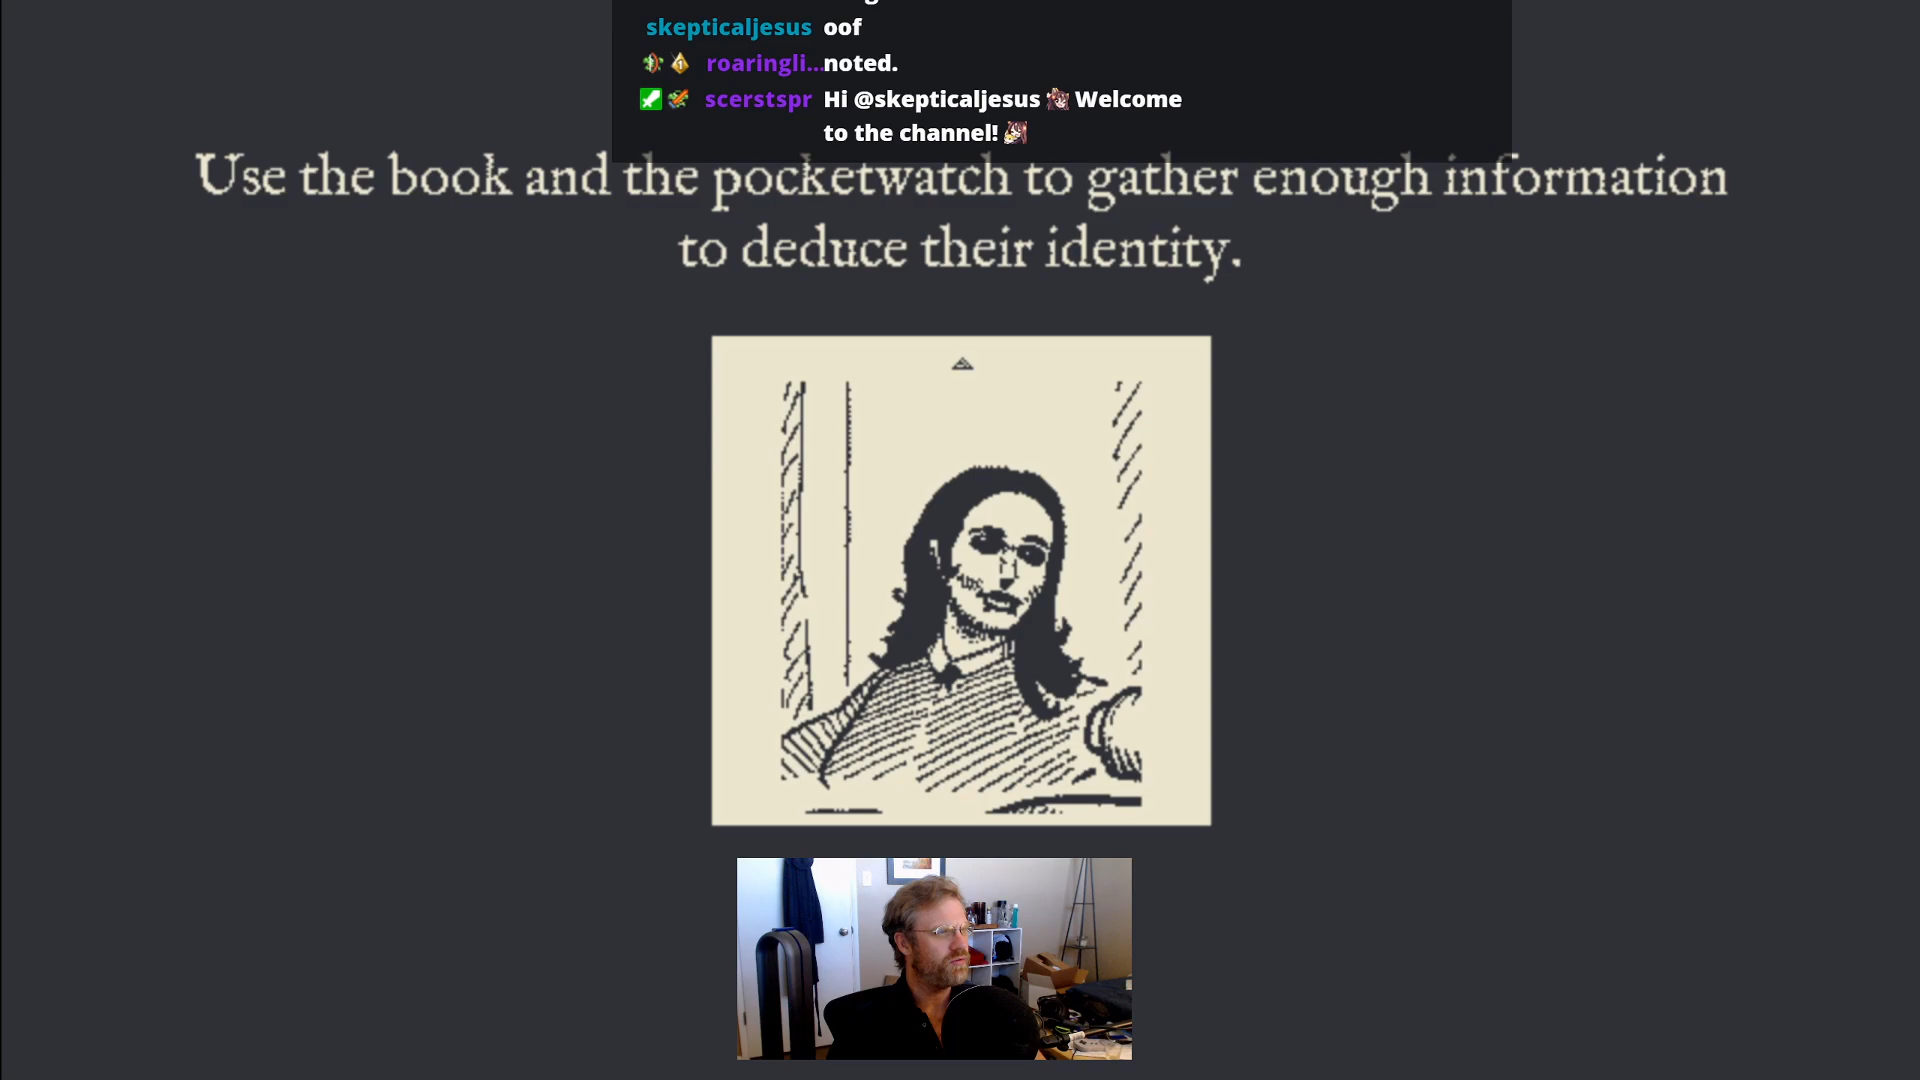 skepticaljesus oof
roaringli... noted.
scerstspr Hi @skepticaljesus Welcome
to the channel!
Use the book and the pocketwatch to gather enough information
to deduce their identity.